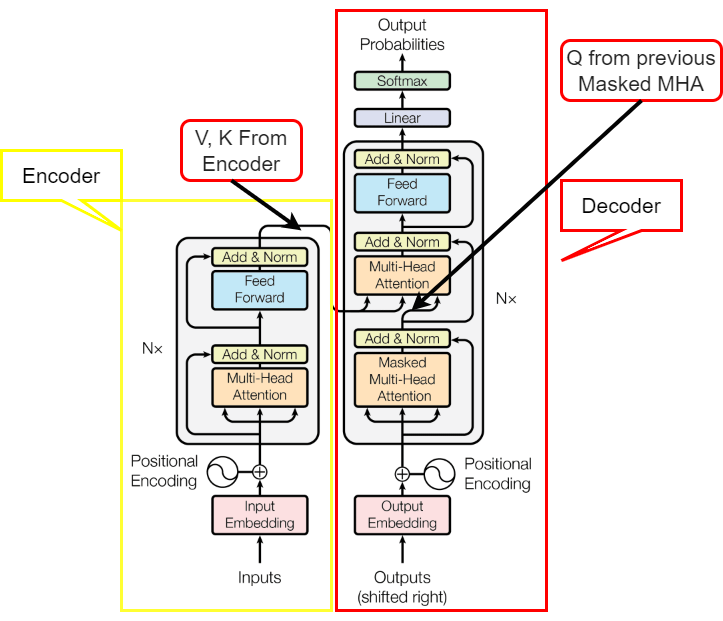 Output
Probabilities
Softmax
Linear
Add & Norm
Feed
Forward
Add & Norm
Multi-Head
Attention
Add & Norm
Masked
Multi-Head
Attention
N×
Positional
Encoding
Output
Embedding
Outputs
(shifted right)
Q from previous
Masked MHA
Decoder
V, K From
Encoder
Encoder
Add & Norm
Feed
Forward
Add & Norm
Multi-Head
Attention
N×
Positional
Encoding
Input
Embedding
Inputs